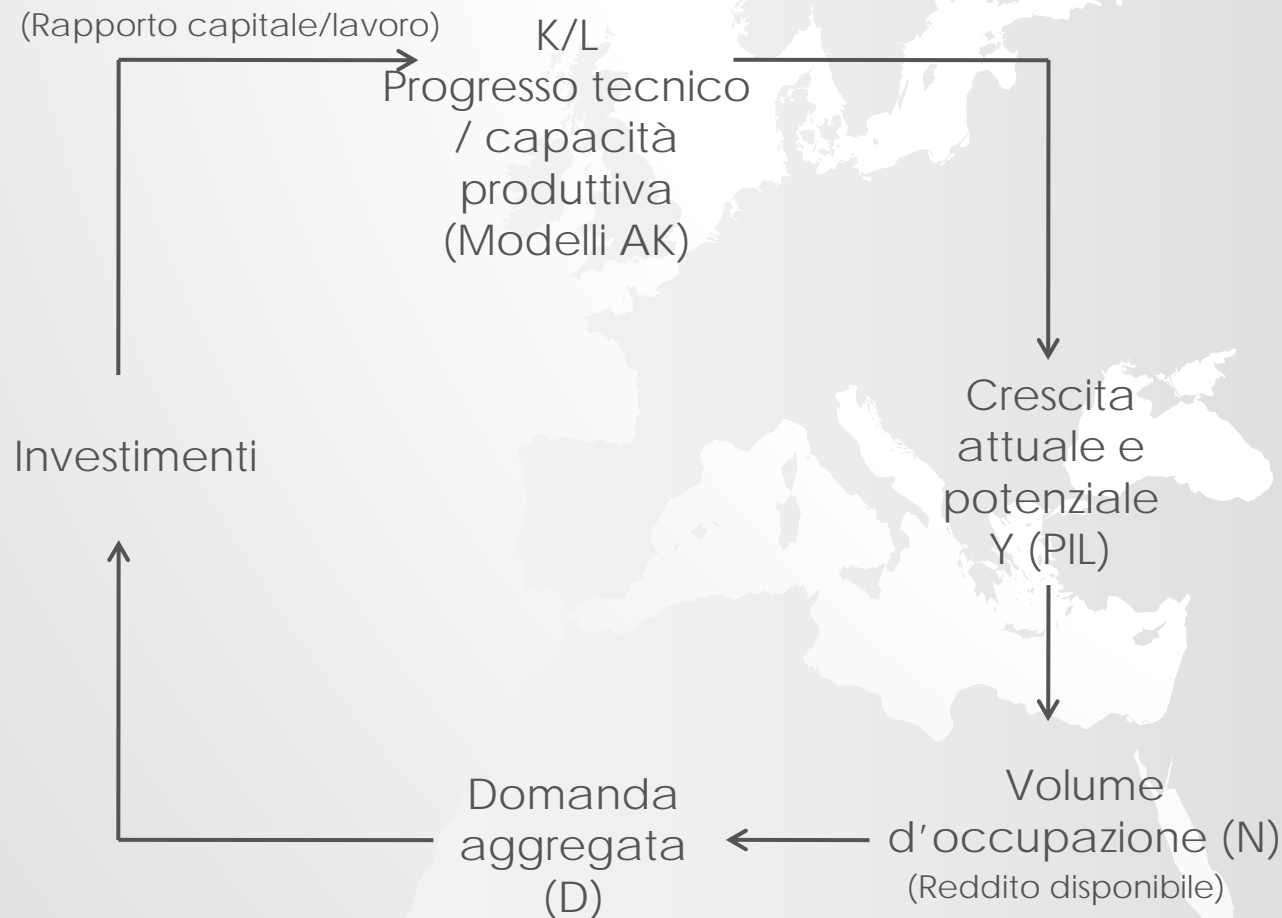 (Rapporto capitale/lavoro)
K/L
Progresso tecnico
/ capacità
produttiva
(Modelli AK)
Crescita
attuale e
potenziale
Y (PIL)
Investimenti
Volume
d’occupazione (N)
(Reddito disponibile)
Domanda
aggregata
(D)